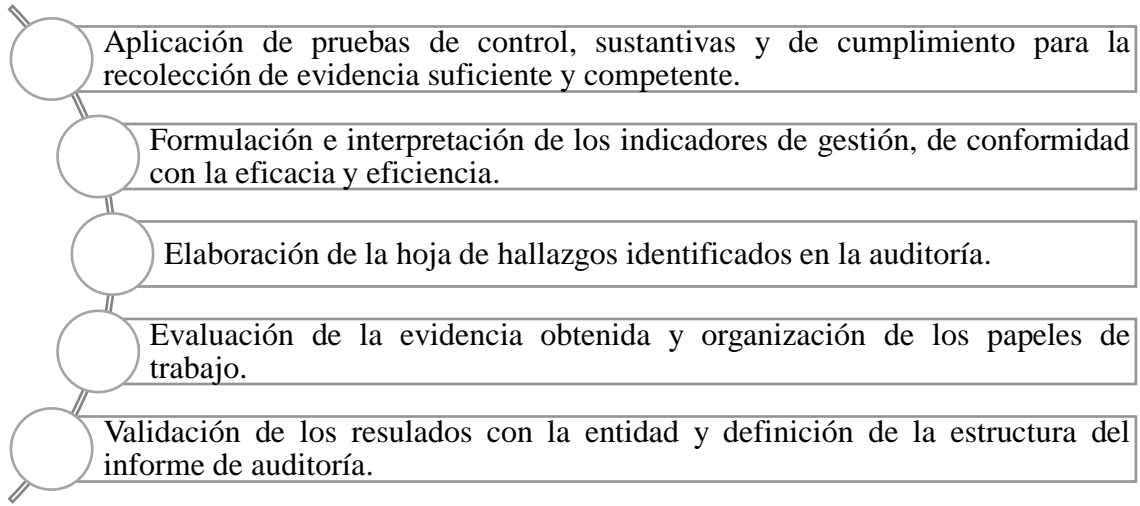 Aplicación de pruebas de control, sustantivas y de cumplimiento para la
recolección de evidencia suficiente y competente.
Formulación e interpretación de los indicadores de gestión, de conformidad
con la eficacia y eficiencia.
Elaboración de la hoja de hallazgos identificados en la auditoría.
Evaluación de la evidencia obtenida y organización de los papeles de
trabajo.
Validación de los resulados con la entidad y definición de la estructura del
informe de auditoría.